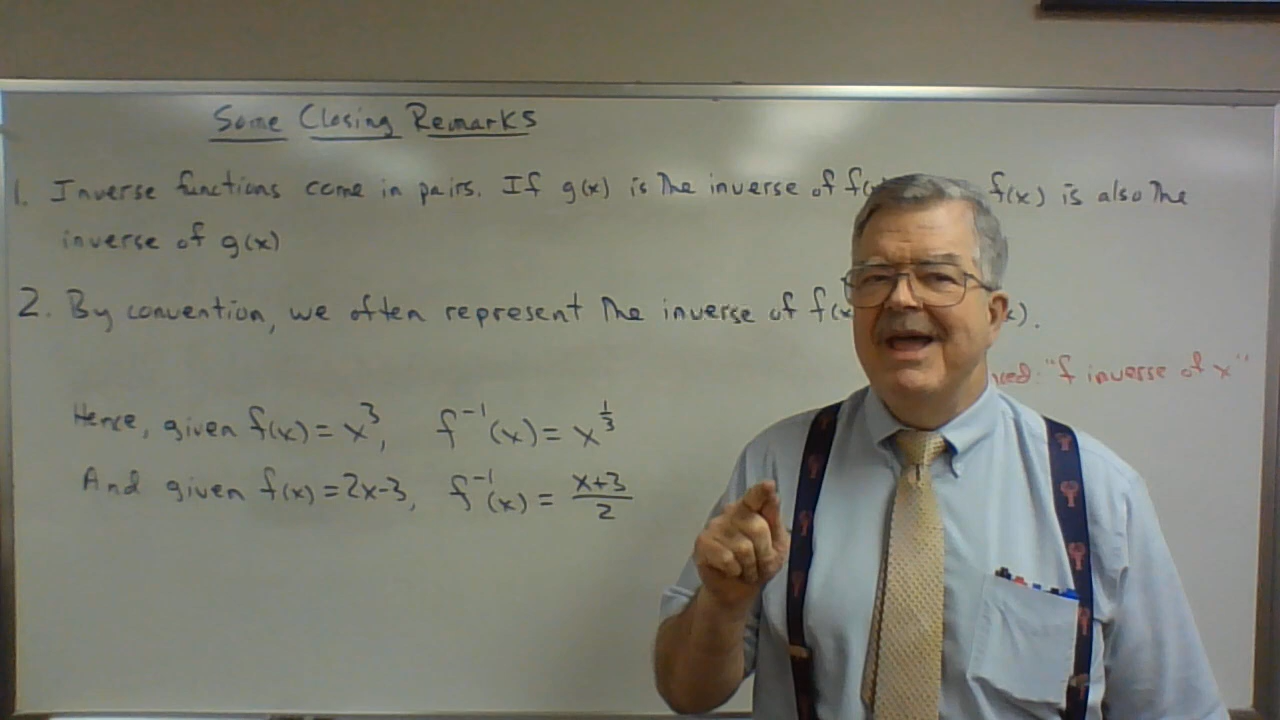 Some Closing Remarks
1. Inverse functions come in pairs. If g(x) is the inverse of f( f(x) is also the
inverse of g(x)
2. By convention, we often represent the inverse of f(x ).
"f inverse of x"
Hence, given f(x) = x³, f⁻¹(x) = x^(1/3)
And given f(x) = 2x-3, f⁻¹(x) = (x+3)/2